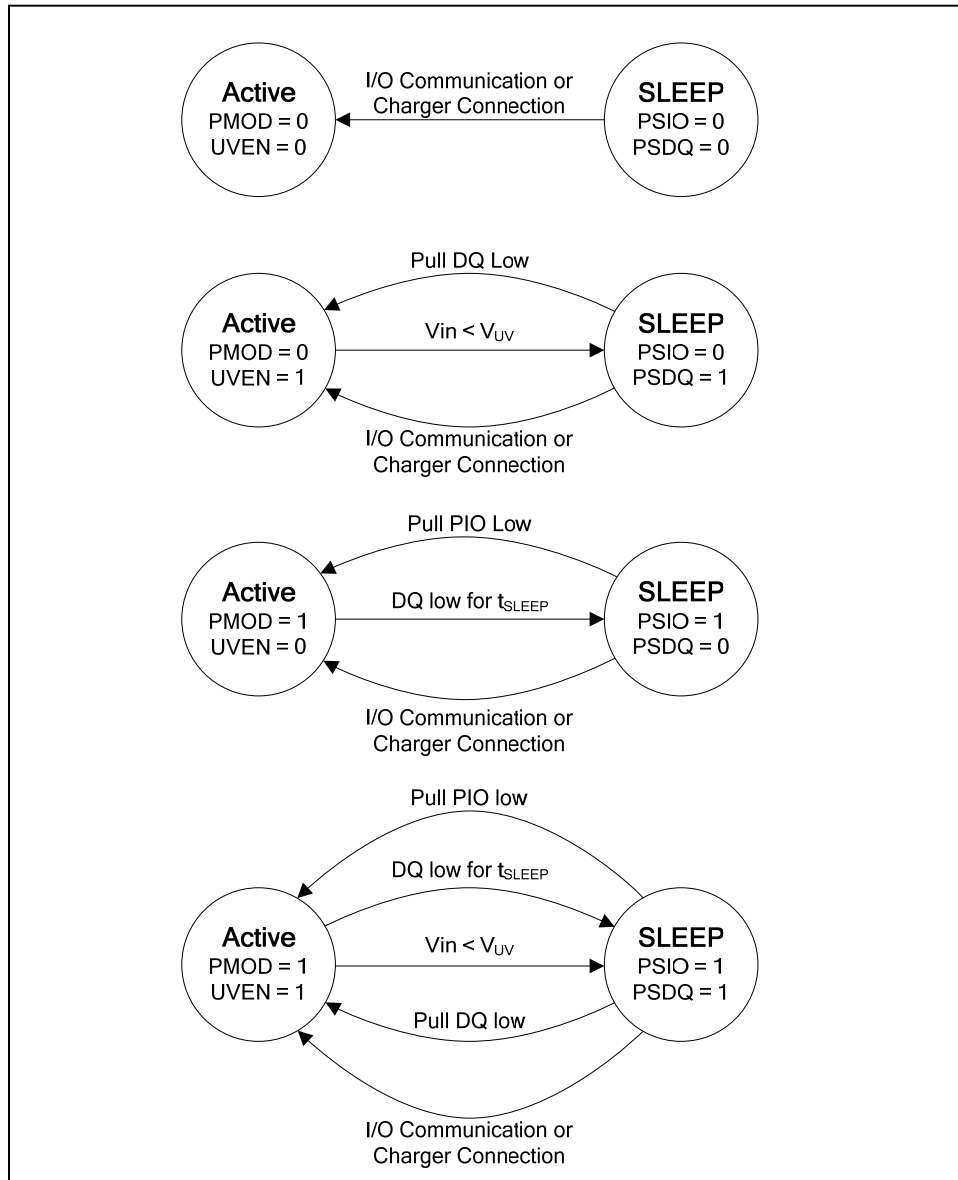 I/O Communication or
Charger Connection
Active
PMOD = 0
UVEN = 0
SLEEP
PSIO = 0
PSDQ = 0
Pull DQ Low
Active
PMOD = 0
UVEN = 1
Vin < VUV
SLEEP
PSIO = 0
PSDQ = 1
I/O Communication or
Charger Connection
Pull PIO Low
Active
PMOD = 1
UVEN = 0
DQ low for tSLEEP
SLEEP
PSIO = 1
PSDQ = 0
I/O Communication or
Charger Connection
Pull PIO low
DQ low for tSLEEP
Active
PMOD = 1
UVEN = 1
Vin < VUV
SLEEP
PSIO = 1
PSDQ = 1
Pull DQ low
I/O Communication or
Charger Connection